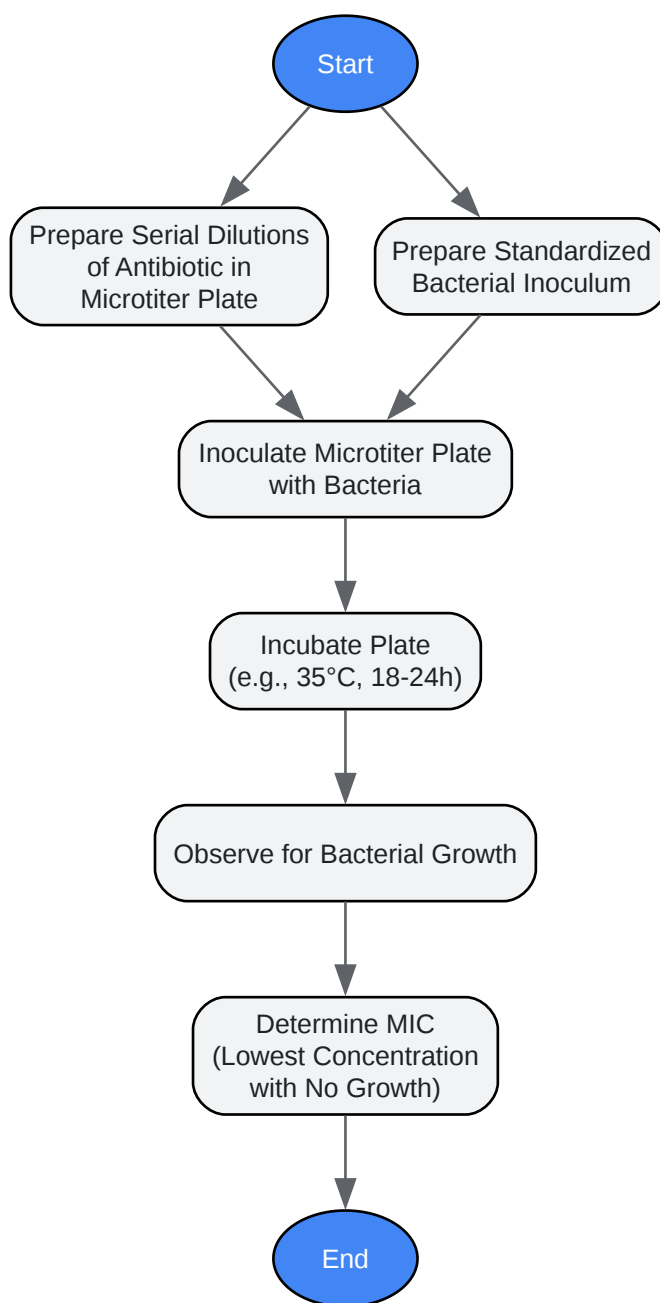 Start
Prepare Serial Dilutions
of Antibiotic in
Microtiter Plate
Prepare Standardized
Bacterial Inoculum
Inoculate Microtiter Plate
with Bacteria
Incubate Plate
(e.g., 35°C, 18-24h)
Observe for Bacterial Growth
Determine MIC
(Lowest Concentration
with No Growth)
End